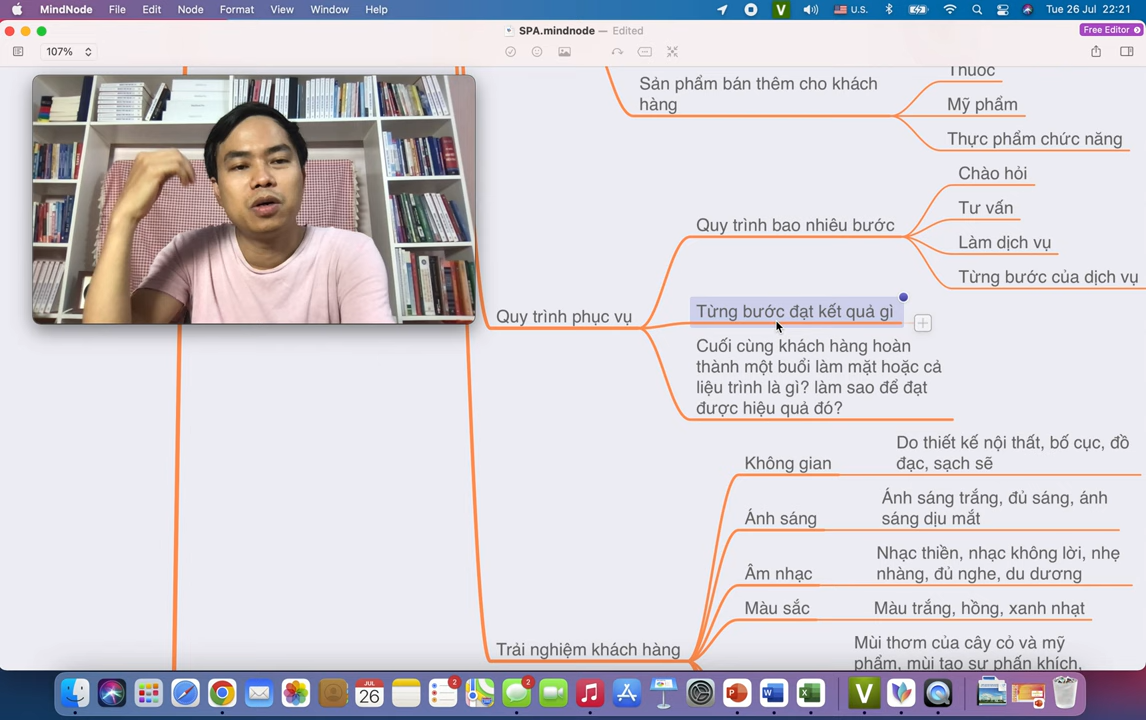 MindNode File Edit Node Format View Window Help
V
U.S.
Tue 26 Jul 22:21
SPA.mindnode — Edited
Free Editor
107%
Sản phẩm bán thêm cho khách
hàng
Thuốc
Mỹ phẩm
Thực phẩm chức năng
Quy trình phục vụ
Quy trình bao nhiêu bước
Chào hỏi
Tư vấn
Làm dịch vụ
Từng bước của dịch vụ
Từng bước đạt kết quả gì
Cuối cùng khách hàng hoàn
thành một buổi làm mặt hoặc cả
liệu trình là gì? làm sao để đạt
được hiệu quả đó?
Trải nghiệm khách hàng
Không gian
Do thiết kế nội thất, bố cục, đồ
đạc, sạch sẽ
Ánh sáng
Ánh sáng trắng, đủ sáng, ánh
sáng dịu mắt
Âm nhạc
Nhạc thiền, nhạc không lời, nhẹ
nhàng, đủ nghe, du dương
Màu sắc
Màu trắng, hồng, xanh nhạt
Mùi thơm của cây cỏ và mỹ
phẩm, mùi tạo sự phấn khích,
JUL
26
2
2
P
W
X
V